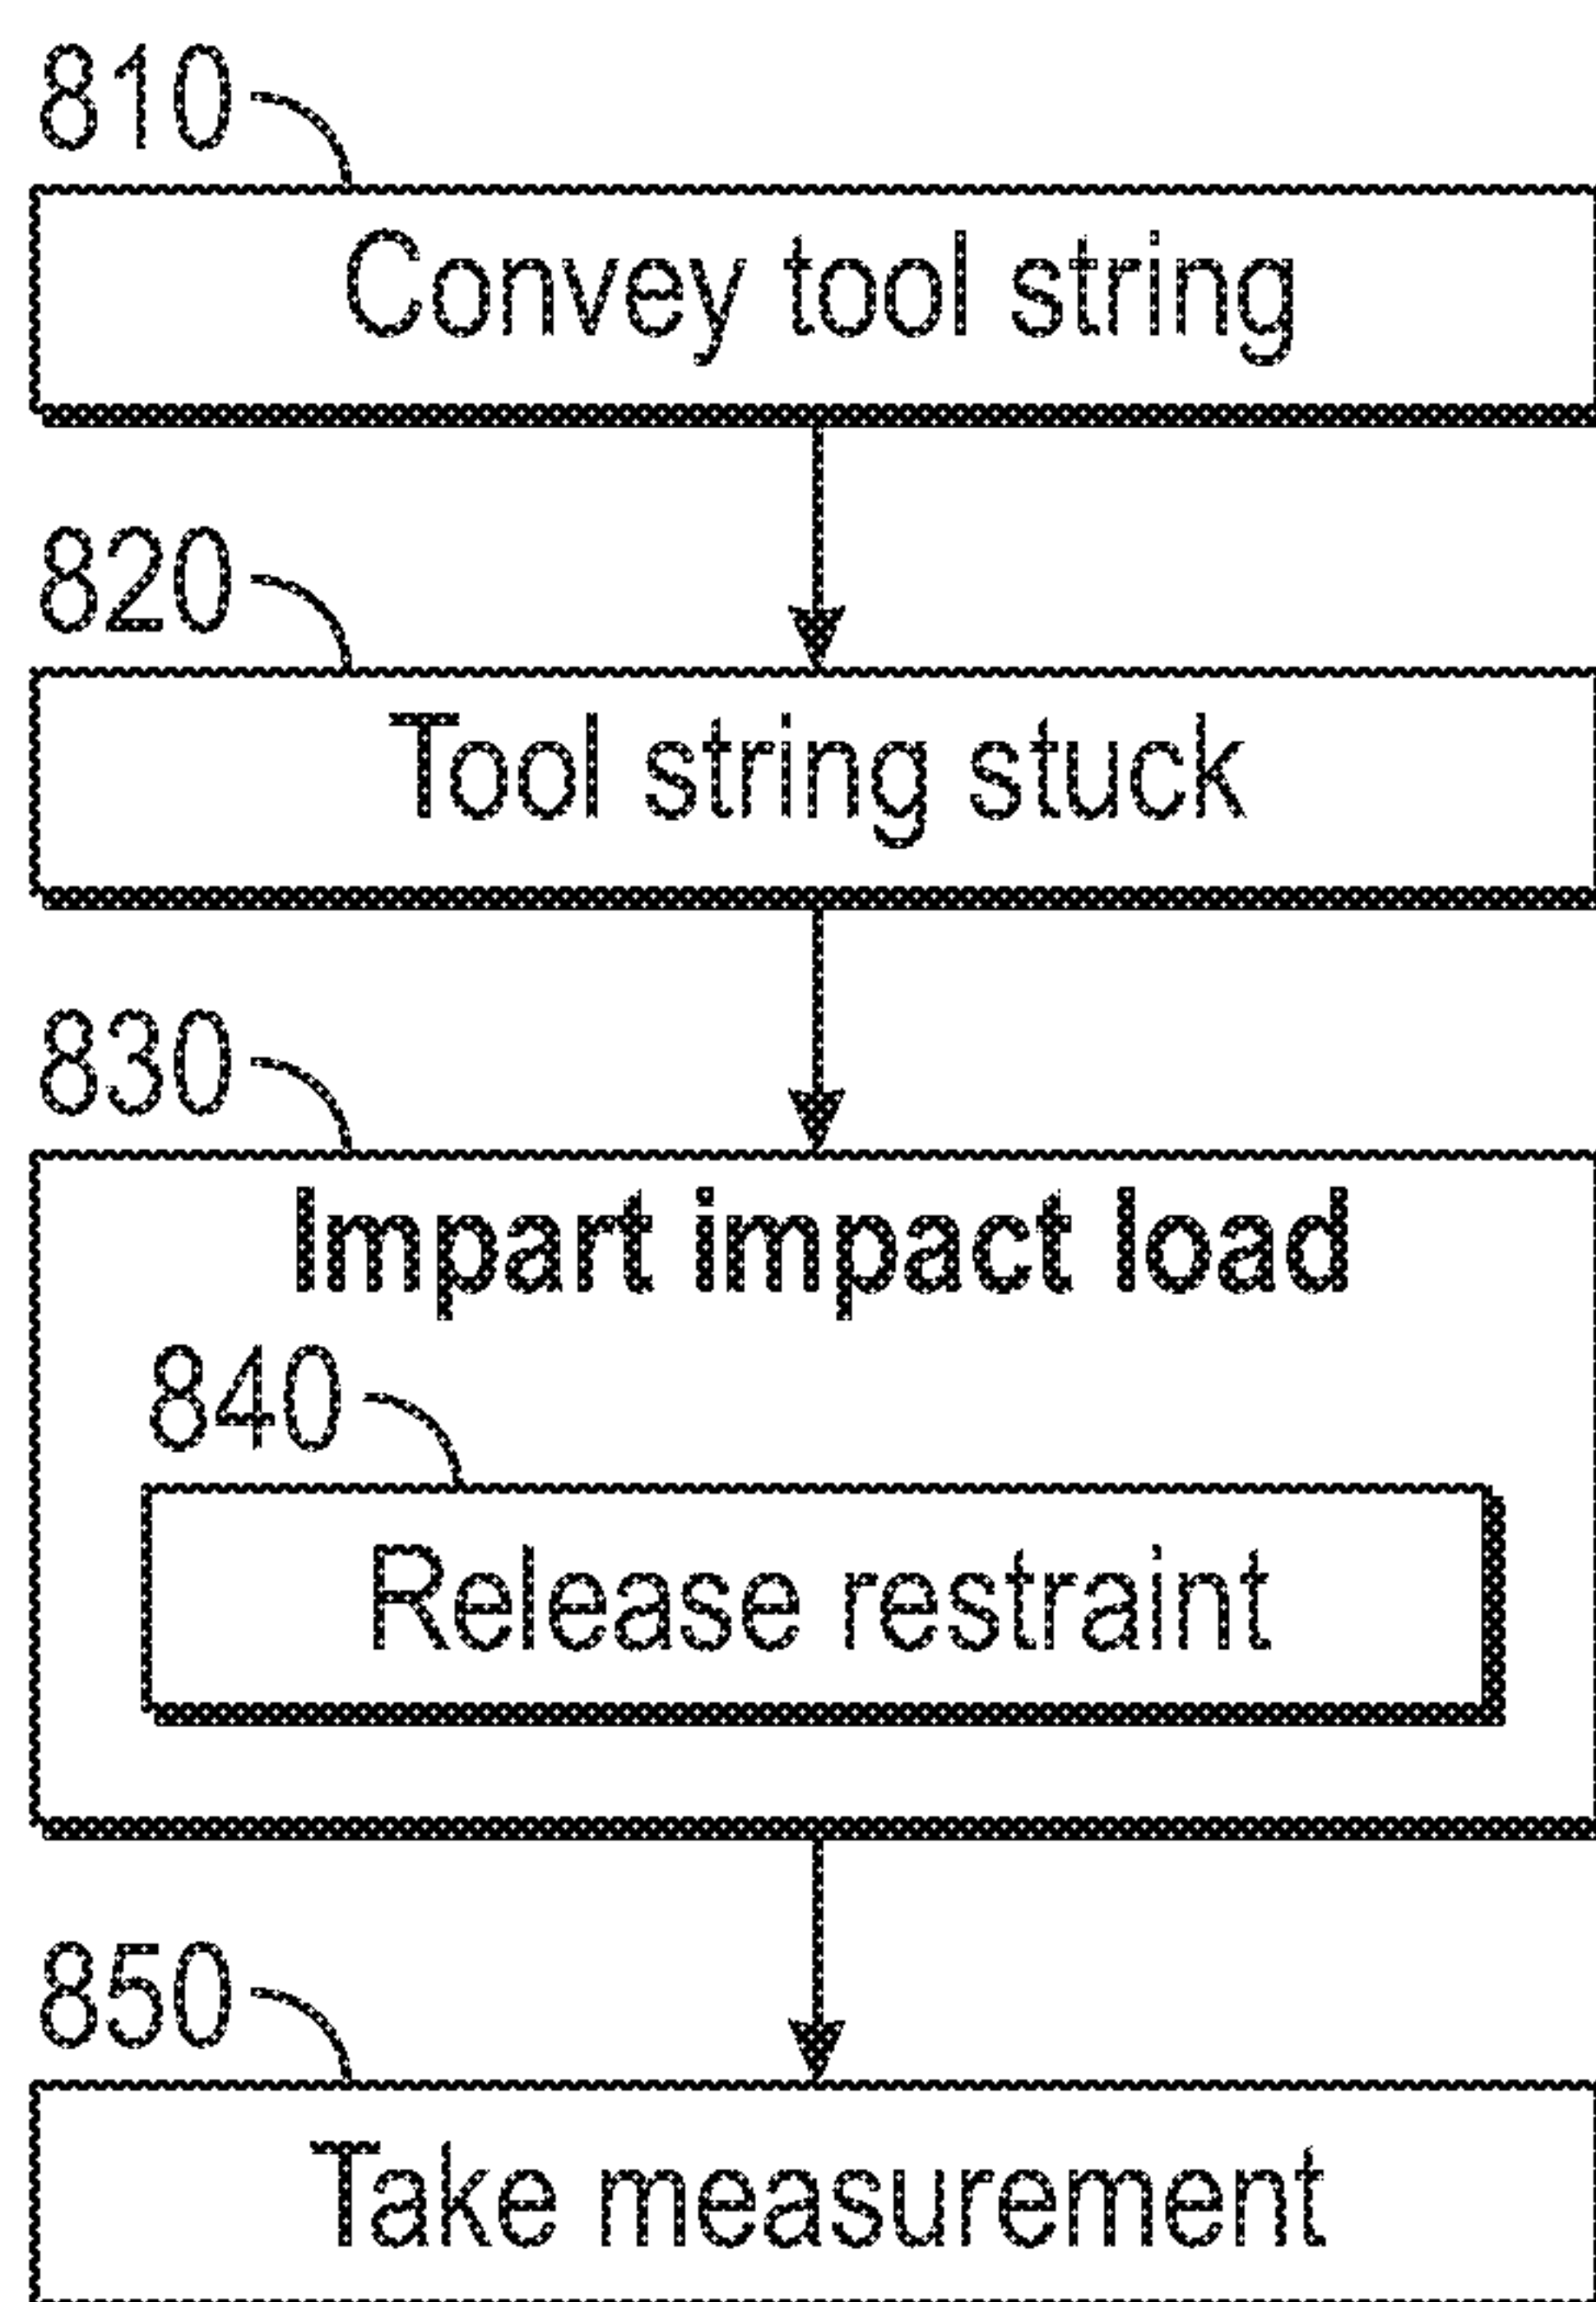 810
Convey tool string
820
Tool string stuck
830
Impart impact load
840
Release restraint
850
Take measurement